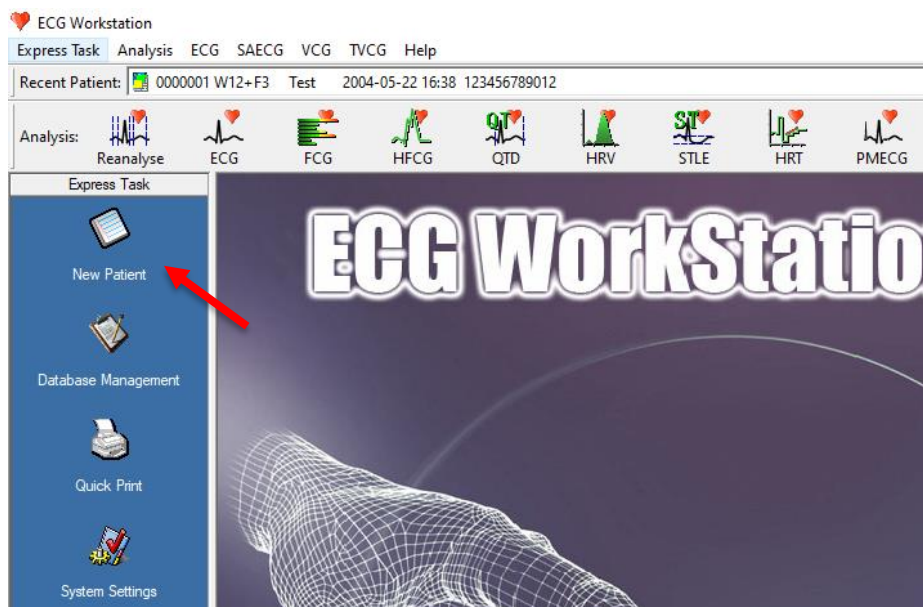 ECG Workstation
Express Task Analysis ECG SAECG VCG TVCG Help
Recent Patient: 0000001 W12+F3 Test 2004-05-22 16:38 123456789012
Analysis: Reanalyse ECG FCG HFCG QTD HRV STLE HRT PMECG
QT
ST
Express Task
ECG WorkStatio
New Patient
Database Management
Quick Print
System Settings